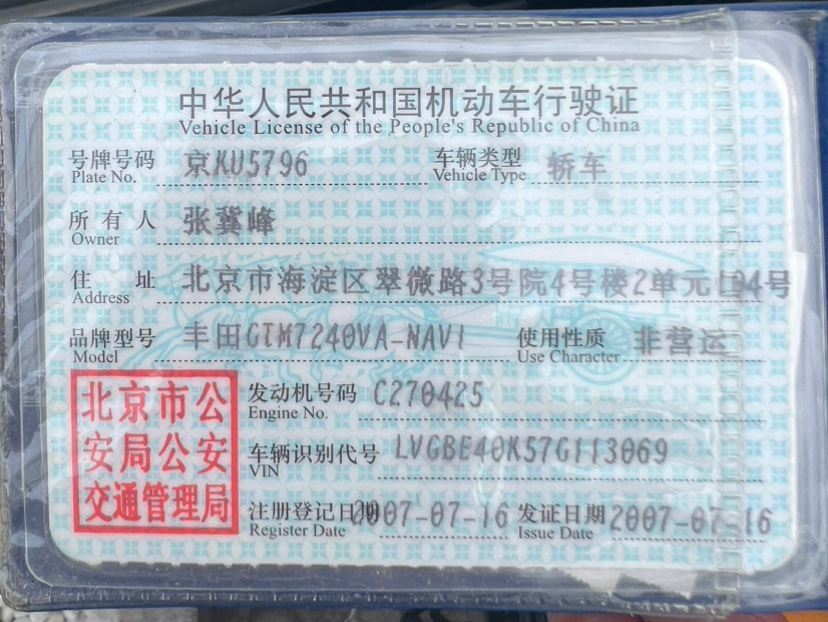 中华人民共和国机动车行驶证
Vehicle License of the People's Republic of China
号牌号码 京KU5796 车辆类型 轿车
Plate No. Vehicle Type
所有人 张冀峰
Owner
住址 北京市海淀区翠微路3号院4号楼2单元 04号
Address
品牌型号 丰田GTM7240VA-NAVI 使用性质 非营运
Model Use Character
北京市公
安局公安
交通管理局
发动机号码 C270425
Engine No.
车辆识别代号 LVGBE40K57G113069
VIN
注册登记日期 2007-07-16 发证日期 2007-07-16
Register Date Issue Date